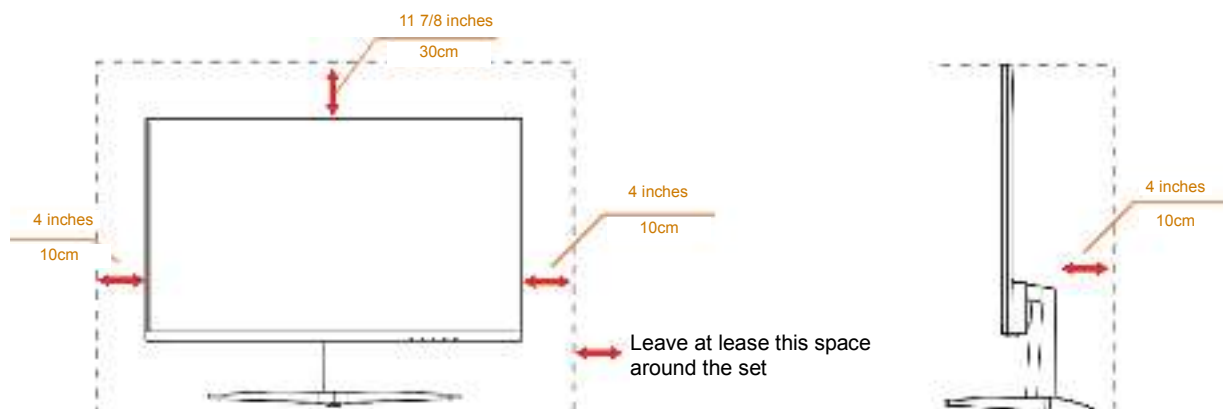 11 7/8 inches
30cm
4 inches
10cm
4 inches
10cm
4 inches
10cm
Leave at lease this space
around the set